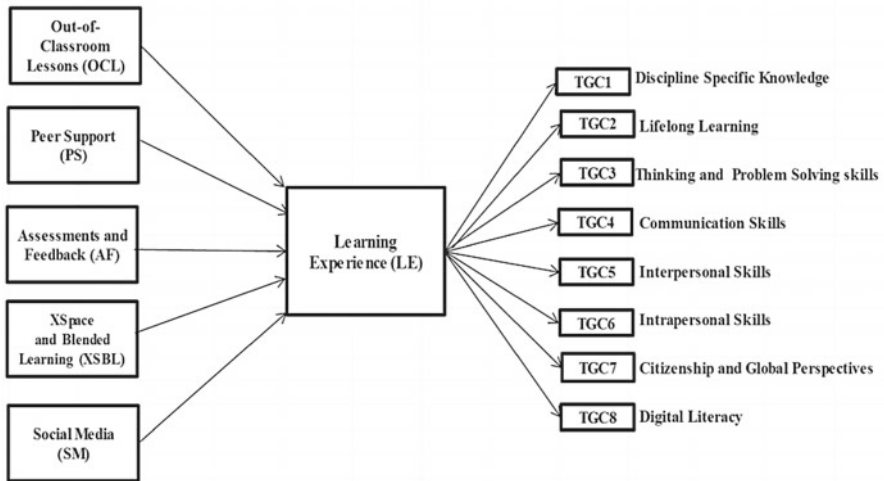 Out-of-
Classroom
Lessons (OCL)
Peer Support
(PS)
Assessments and
Feedback (AF)
XSpace
and Blended
Learning (XSBL)
Social Media
(SM)
Learning
Experience (LE)
TGC1 Discipline Specific Knowledge
TGC2 Lifelong Learning
TGC3 Thinking and Problem Solving skills
TGC4 Communication Skills
TGC5 Interpersonal Skills
TGC6 Intrapersonal Skills
TGC7 Citizenship and Global Perspectives
TGC8 Digital Literacy